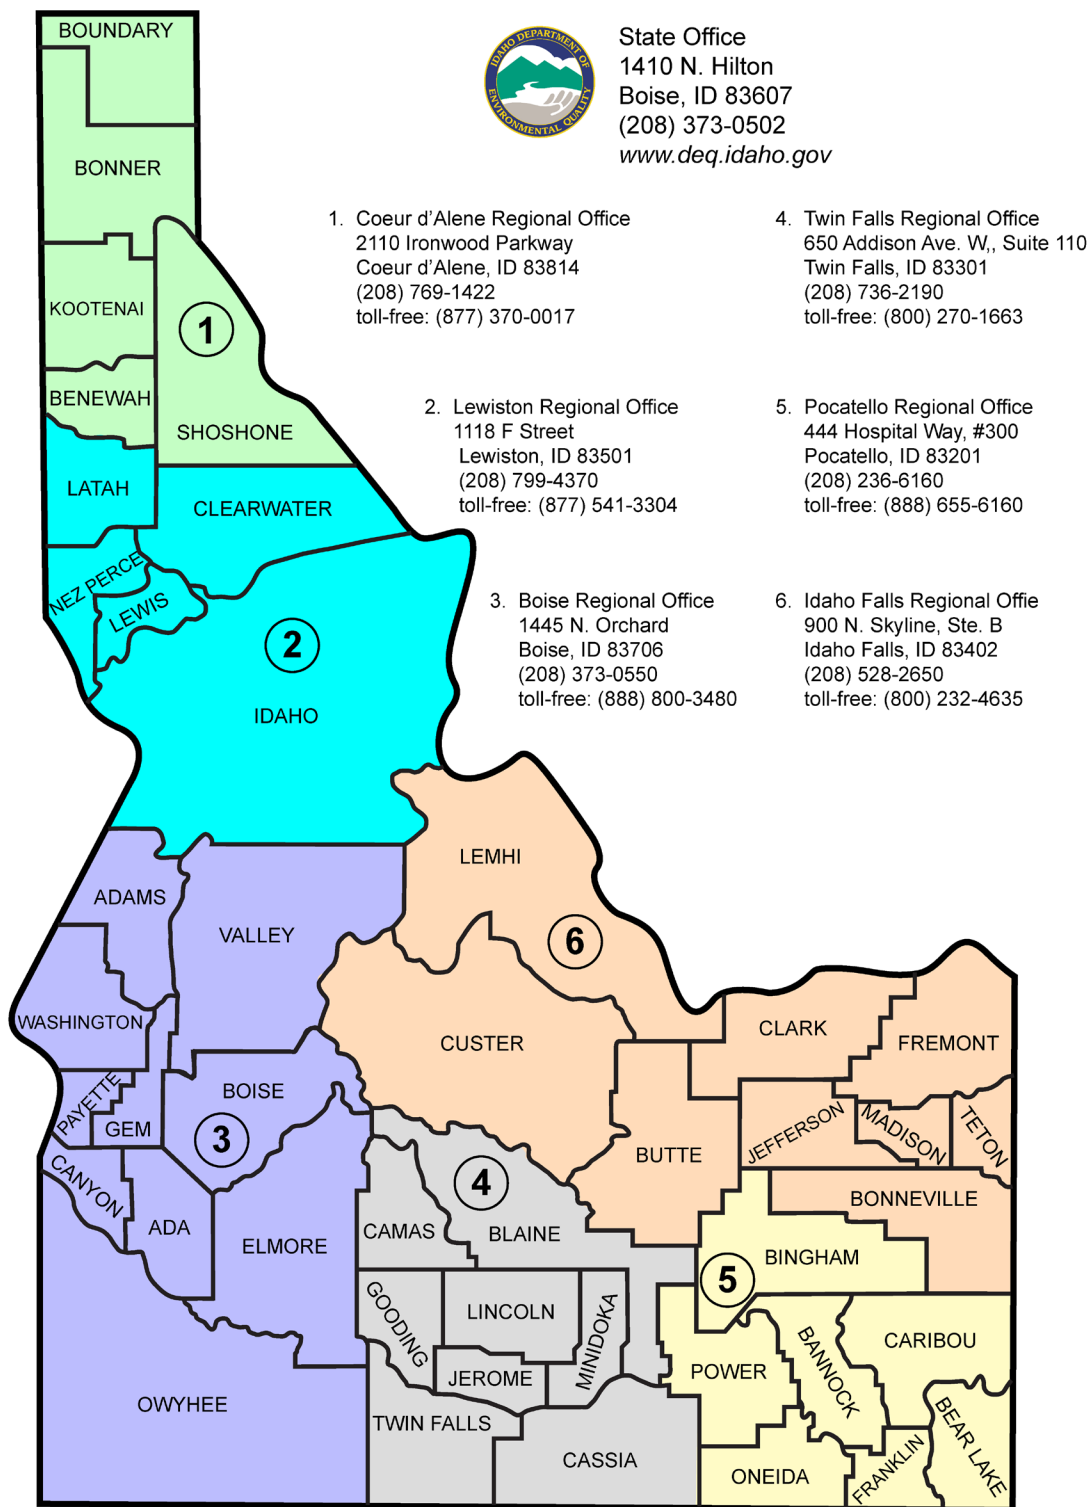 BOUNDARY
BONNER
KOOTENAI
BENEWAH
SHOSHONE
1
LATAH
CLEARWATER
NEZ PERCE
LEWIS
2
IDAHO
IDAHO DEPARTMENT OF
ENVIRONMENTAL QUALITY
State Office
1410 N. Hilton
Boise, ID 83607
(208) 373-0502
www.deq.idaho.gov
1. Coeur d'Alene Regional Office
2110 Ironwood Parkway
Coeur d'Alene, ID 83814
(208) 769-1422
toll-free: (877) 370-0017
2. Lewiston Regional Office
1118 F Street
Lewiston, ID 83501
(208) 799-4370
toll-free: (877) 541-3304
3. Boise Regional Office
1445 N. Orchard
Boise, ID 83706
(208) 373-0550
toll-free: (888) 800-3480
4. Twin Falls Regional Office
650 Addison Ave. W,, Suite 110
Twin Falls, ID 83301
(208) 736-2190
toll-free: (800) 270-1663
5. Pocatello Regional Office
444 Hospital Way, #300
Pocatello, ID 83201
(208) 236-6160
toll-free: (888) 655-6160
6. Idaho Falls Regional Offie
900 N. Skyline, Ste. B
Idaho Falls, ID 83402
(208) 528-2650
toll-free: (800) 232-4635
ADAMS
VALLEY
WASHINGTON
PAYETTE
GEM
BOISE
3
CANYON
ADA
ELMORE
OWYHEE
LEMHI
6
CUSTER
CLARK
FREMONT
BUTTE
JEFFERSON
MADISON
TETON
BONNEVILLE
4
CAMAS
BLAINE
GOODING
LINCOLN
JEROME
MINIDOKA
TWIN FALLS
CASSIA
BINGHAM
5
POWER
BANNOCK
CARIBOU
ONEIDA
FRANKLIN
BEAR LAKE